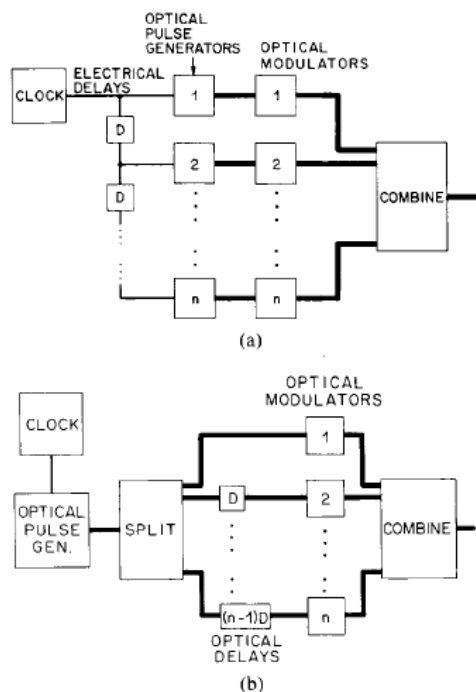 OPTICAL
PULSE
GENERATORS
OPTICAL
MODULATORS
ELECTRICAL
DELAYS
CLOCK
1
1
D
2
2
D
COMBINE
n
n
(a)
OPTICAL
MODULATORS
CLOCK
1
OPTICAL
PULSE
GEN.
SPLIT
D
2
COMBINE
(n-1)D
n
OPTICAL
DELAYS
(b)